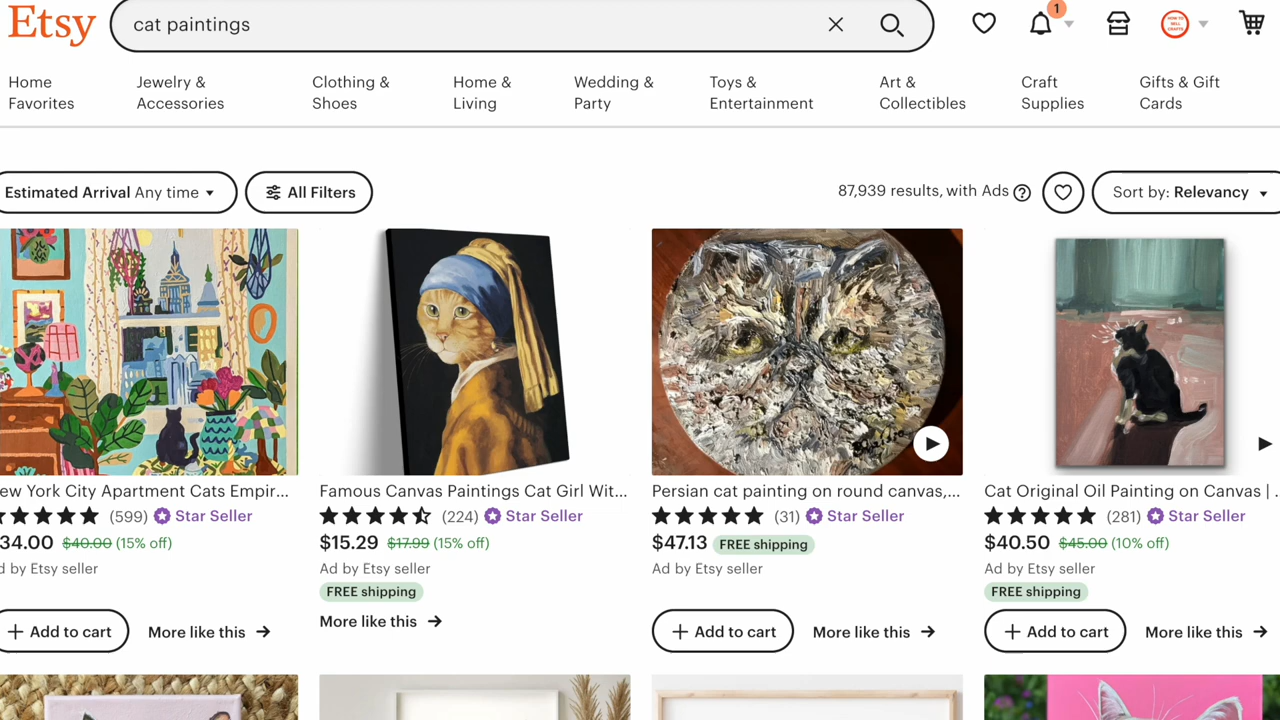 Etsy
cat paintings
1
HOW TO
SELL
CRAFTS
Home
Favorites
Jewelry &
Accessories
Clothing &
Shoes
Home &
Living
Wedding &
Party
Toys &
Entertainment
Art &
Collectibles
Craft
Supplies
Gifts & Gift
Cards
Estimated Arrival Any time
All Filters
87,939 results, with Ads ?
Sort by: Relevancy
ew York City Apartment Cats Empir...
(599) Star Seller
34.00 $40.00 (15% off)
d by Etsy seller
+ Add to cart
More like this →
Famous Canvas Paintings Cat Girl Wit...
(224) Star Seller
$15.29 $17.99 (15% off)
Ad by Etsy seller
FREE shipping
More like this →
Persian cat painting on round canvas,...
(31) Star Seller
$47.13 FREE shipping
Ad by Etsy seller
+ Add to cart
More like this →
Cat Original Oil Painting on Canvas | .
(281) Star Seller
$40.50 $45.00 (10% off)
Ad by Etsy seller
FREE shipping
+ Add to cart
More like this →